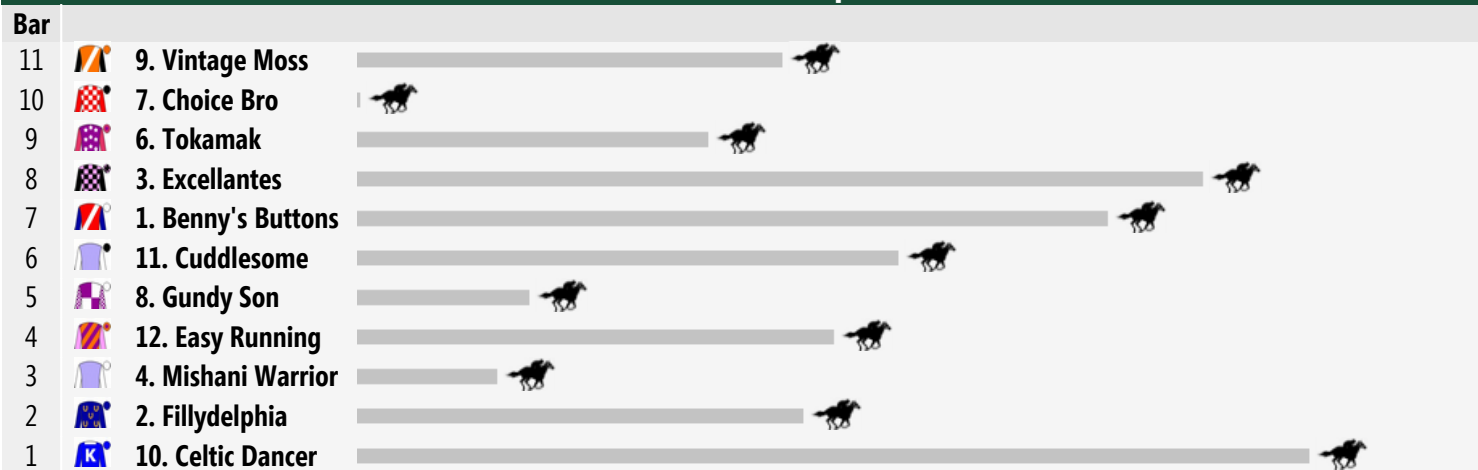 Bar
11 9. Vintage Moss
10 7. Choice Bro
9 6. Tokamak
8 3. Excellantes
7 1. Benny's Buttons
6 11. Cuddlesome
5 8. Gundy Son
4 12. Easy Running
3 4. Mishani Warrior
2 2. Fillydelphia
1 K 10. Celtic Dancer